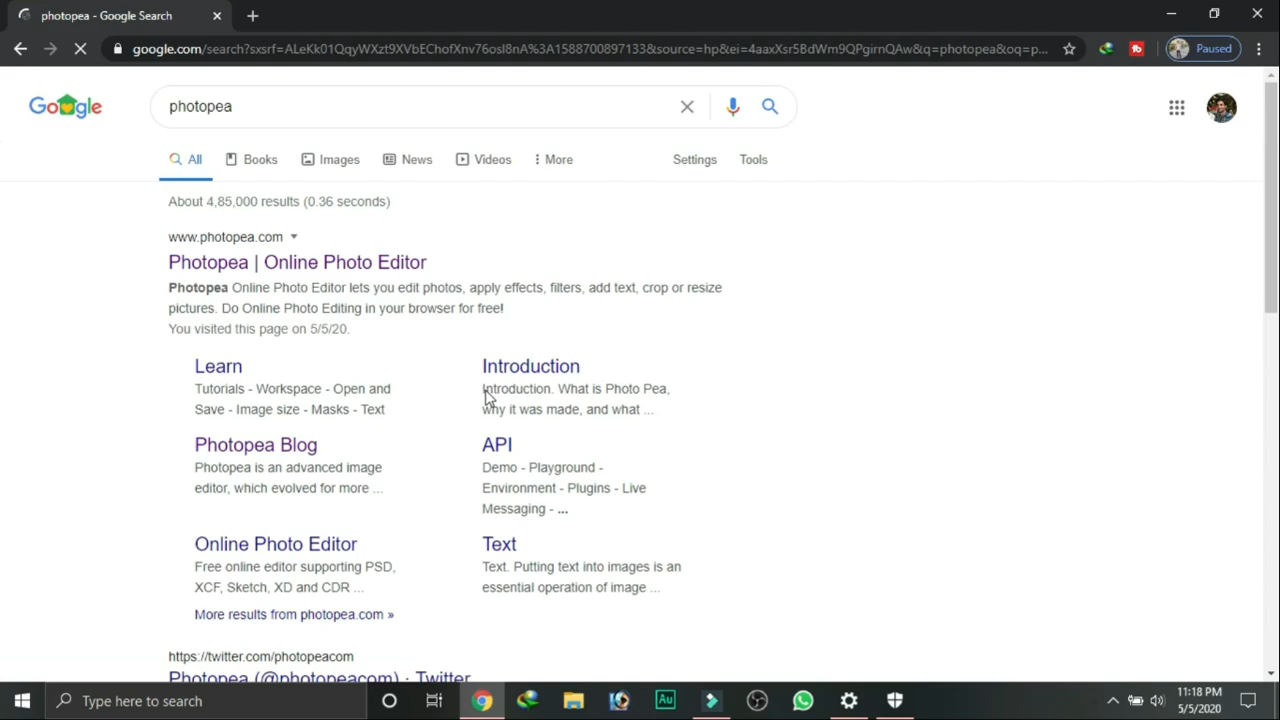 photopea - Google Search
google.com/search?sxsrf=ALeKk01QqyWXzt9XVbEChofXnv76osl8nA%3A1588700897133&source=hp&ei=4aaxXsr5BdWm9QPgirnQAw&q=photopea&oq=p...
Paused
Google
photopea
All
Books
Images
News
Videos
More
Settings
Tools
About 4,85,000 results (0.36 seconds)
www.photopea.com
Photopea | Online Photo Editor
Photopea Online Photo Editor lets you edit photos, apply effects, filters, add text, crop or resize
pictures. Do Online Photo Editing in your browser for free!
You visited this page on 5/5/20.
Learn
Tutorials - Workspace - Open and
Save - Image size - Masks - Text
Introduction
Introduction. What is Photo Pea,
why it was made, and what ...
Photopea Blog
Photopea is an advanced image
editor, which evolved for more ...
API
Demo - Playground -
Environment - Plugins - Live
Messaging - ...
Online Photo Editor
Free online editor supporting PSD,
XCF, Sketch, XD and CDR ...
Text
Text. Putting text into images is an
essential operation of image ...
More results from photopea.com »
https://twitter.com/photopeacom
Photopea (@photopeacom) · Twitter
Type here to search
Au
11:18 PM
5/5/2020